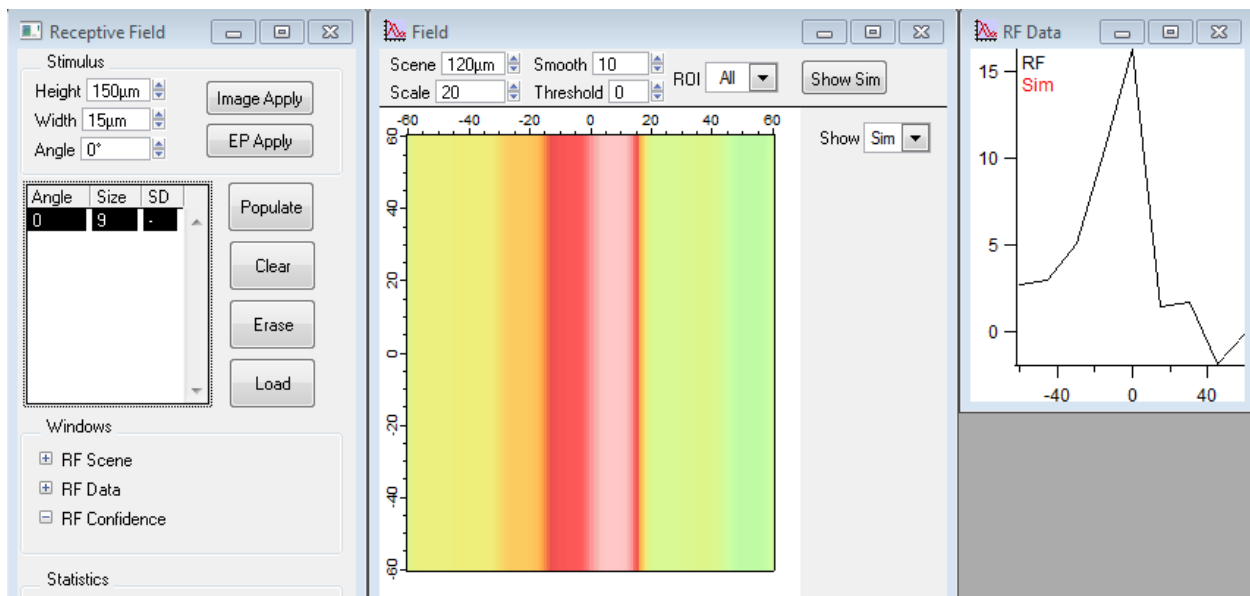 Receptive Field
Stimulus
Height 150µm
Width 15µm
Angle 0°
Image Apply
EP Apply
Angle Size SD
0 9 -
Populate
Clear
Erase
Load
Windows
RF Scene
RF Data
RF Confidence
Statistics
Field
Scene 120µm Smooth 10
Scale 20 Threshold 0
ROI All
Show Sim
Show Sim
-60 -40 -20 0 20 40 60
60
40
20
0
-20
-40
-60
RF Data
RF
Sim
15
10
5
0
-40 0 40